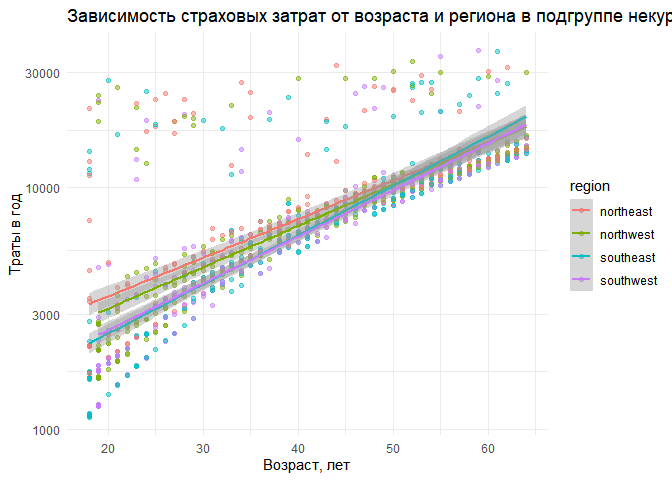 Зависимость страховых затрат от возраста и региона в подгруппе некур
30000
10000
3000
1000
Траты в год
20
30
40
50
60
Возраст, лет
region
northeast
northwest
southeast
southwest